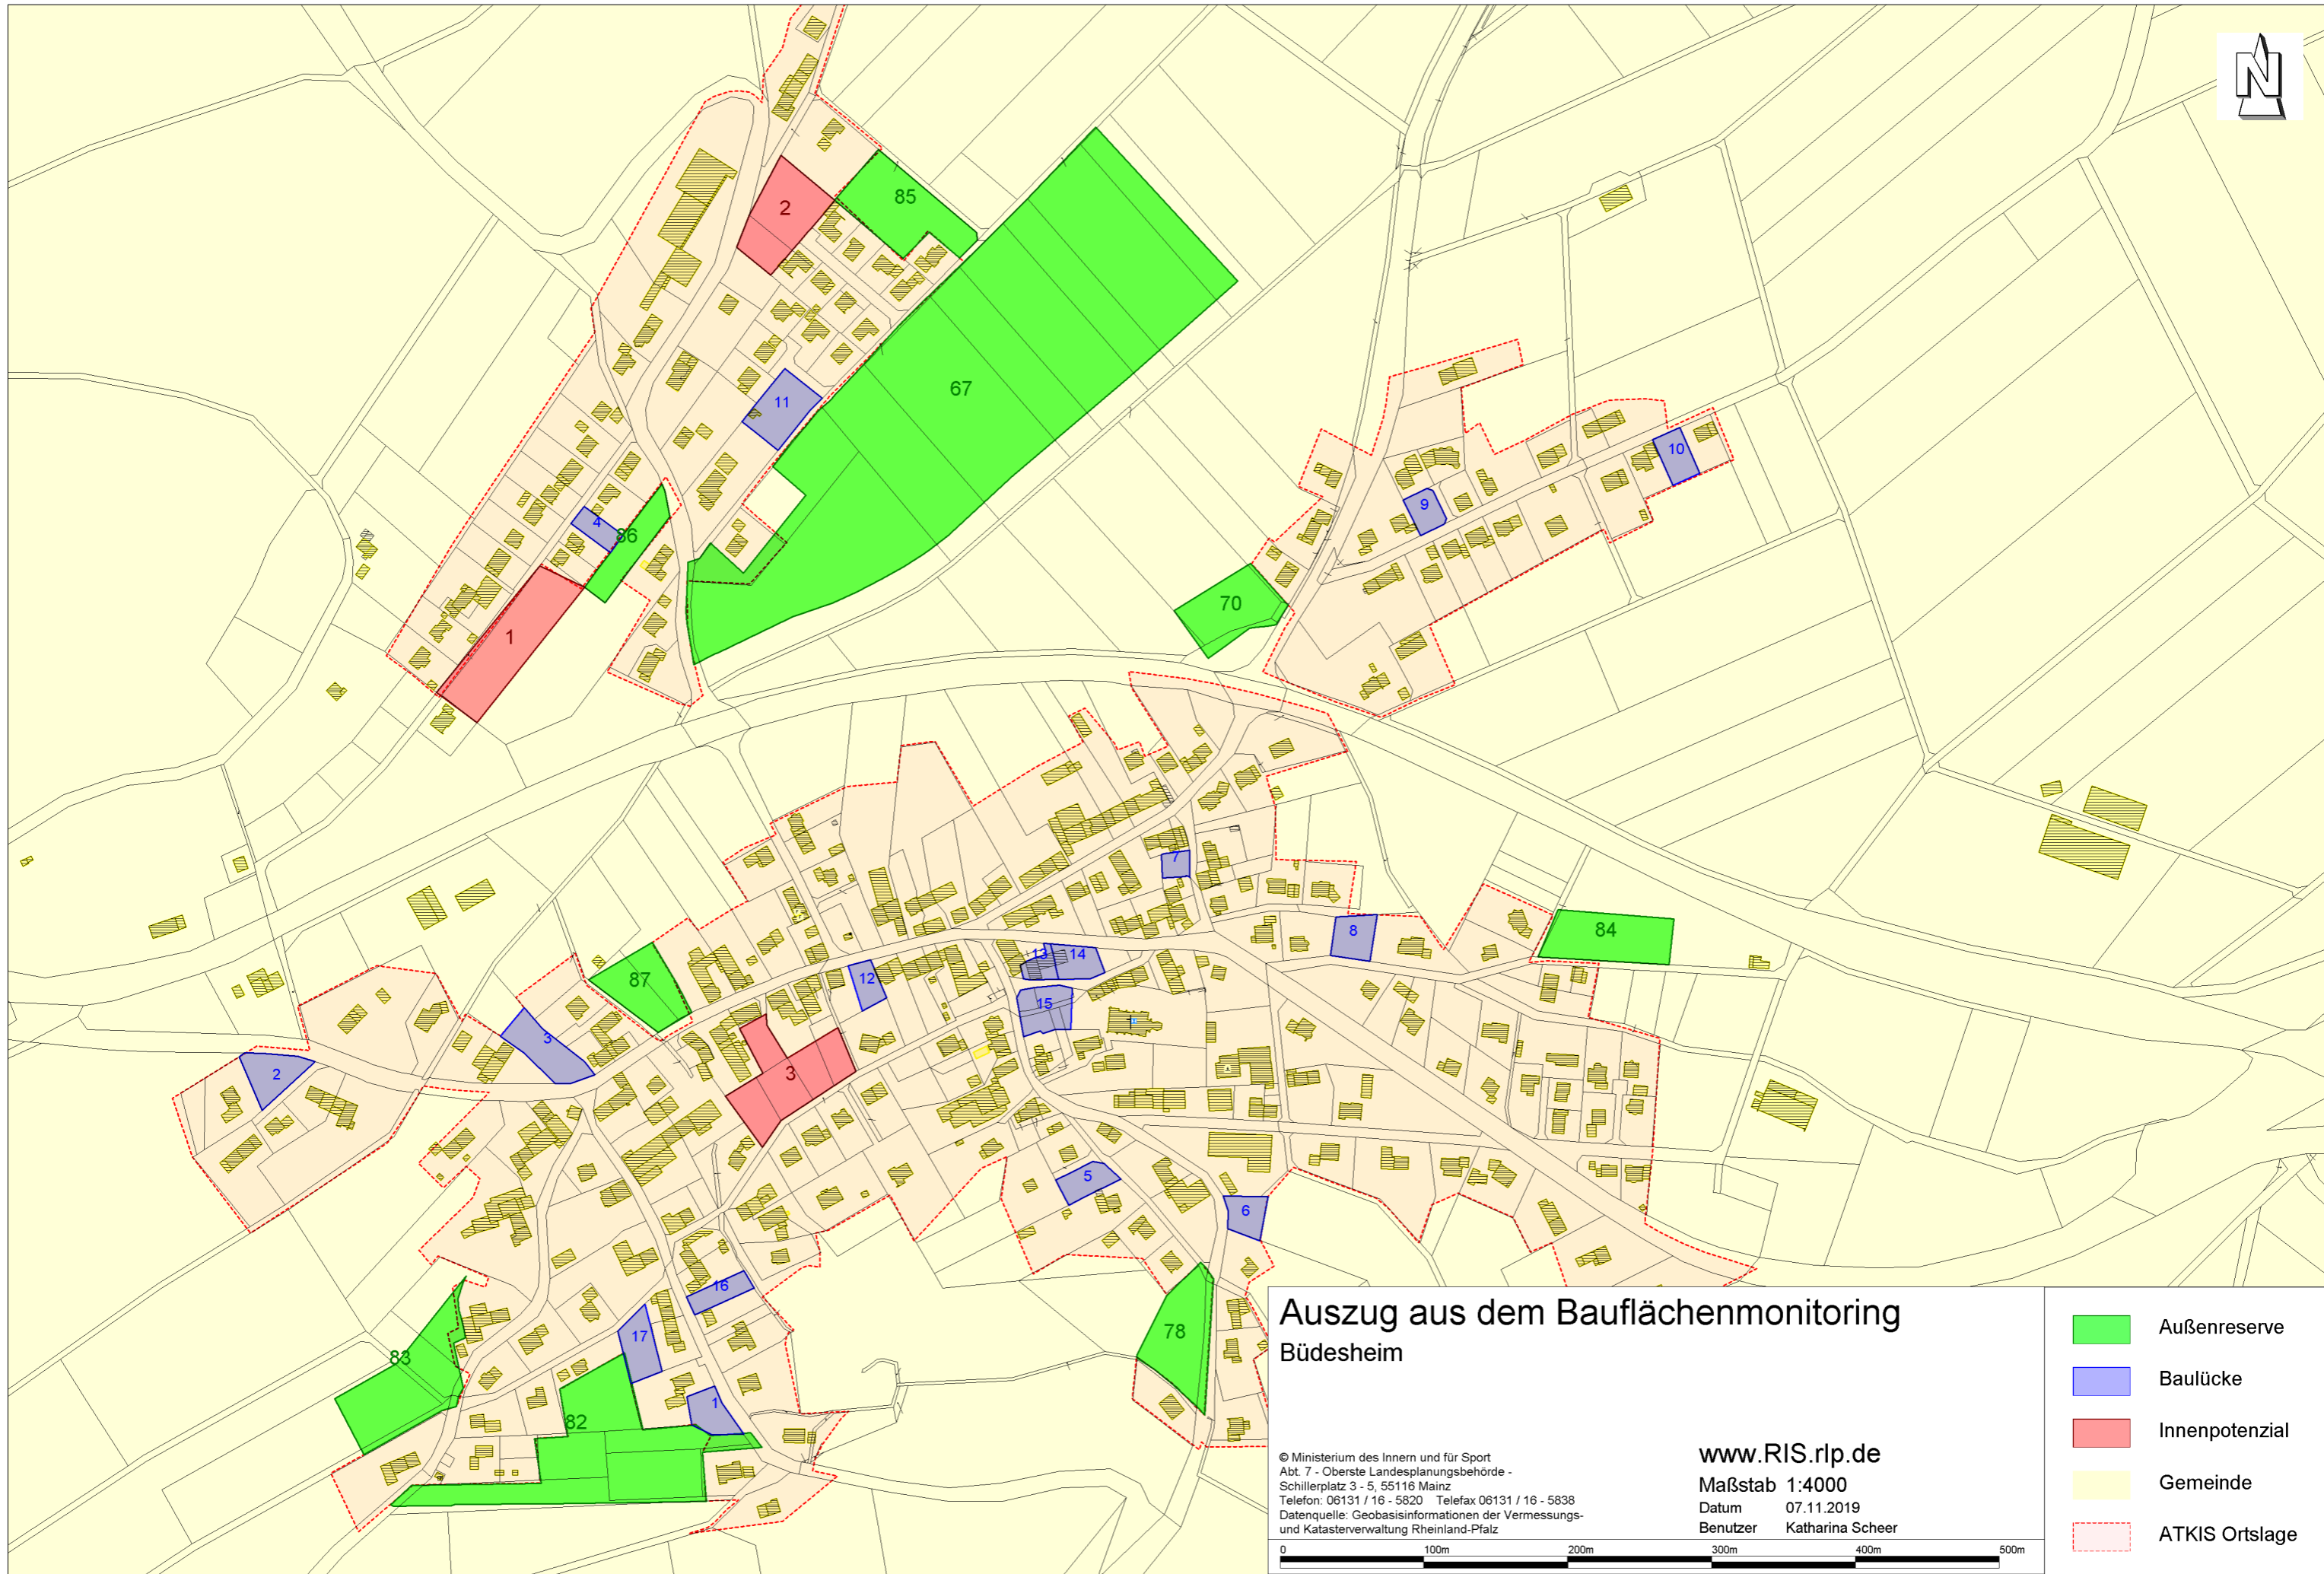 N
85
2
67
11
10
9
4
86
70
1
7
8
84
13
14
12
87
15
3
3
2
5
6
16
17
78
83
1
82
Auszug aus dem Bauflächenmonitoring
Büdesheim
© Ministerium des Innern und für Sport
Abt. 7 - Oberste Landesplanungsbehörde -
Schillerplatz 3 - 5, 55116 Mainz
Telefon: 06131 / 16 - 5820 Telefax 06131 / 16 - 5838
Datenquelle: Geobasisinformationen der Vermessungs-
und Katasterverwaltung Rheinland-Pfalz
www.RIS.rlp.de
Maßstab 1:4000
Datum 07.11.2019
Benutzer Katharina Scheer
0 100m 200m 300m 400m 500m
Außenreserve
Baulücke
Innenpotenzial
Gemeinde
ATKIS Ortslage